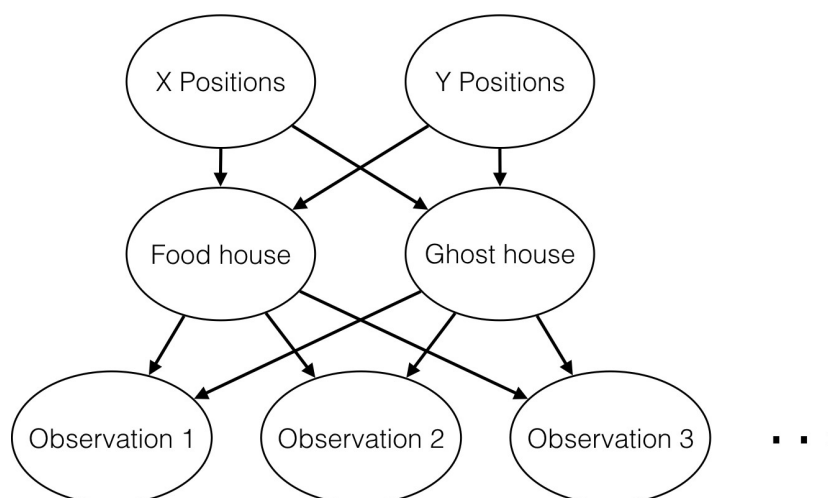 X Positions
Y Positions
Food house
Ghost house
Observation 1
Observation 2
Observation 3
. .